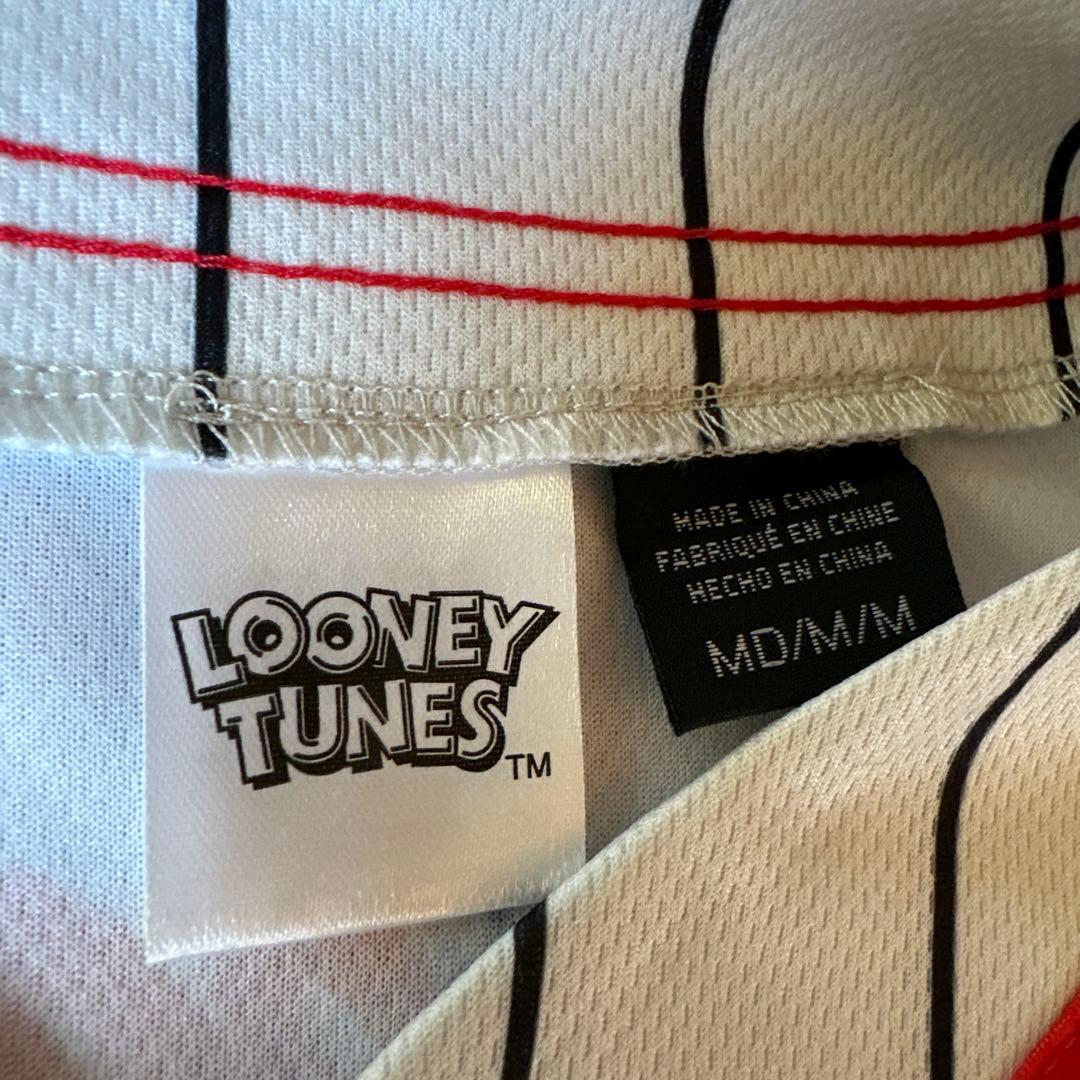 LOONEY
TUNES
TM
MADE IN CHINA
FABRIQUÉ EN CHINE
HECHO EN CHINA
MD/M/M